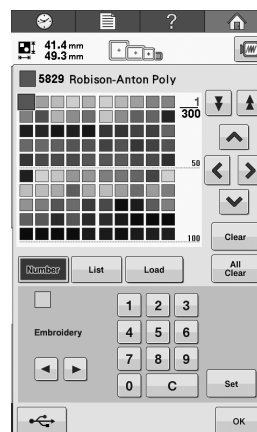 ?
41.4 mm
49.3 mm
5829 Robison-Anton Poly
1
300
50
100
Clear
Number List Load
All
Clear
Embroidery
1 2 3
4 5 6
7 8 9
0 C
Set
OK